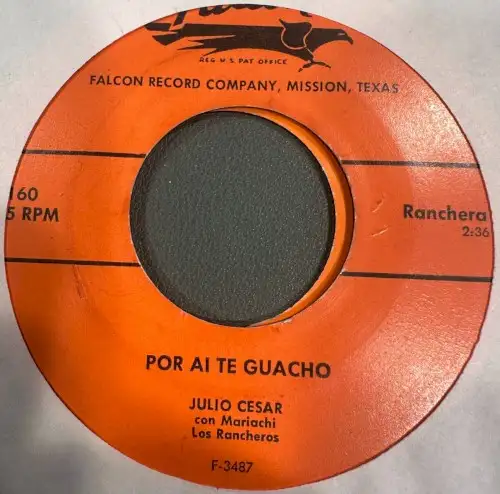 REG. U.S. PAT OFFICE
FALCON RECORD COMPANY, MISSION, TEXAS
160
5 RPM
Ranchera
2:36
POR AI TE GUACHO
JULIO CESAR
con Mariachi
Los Rancheros
F-3487